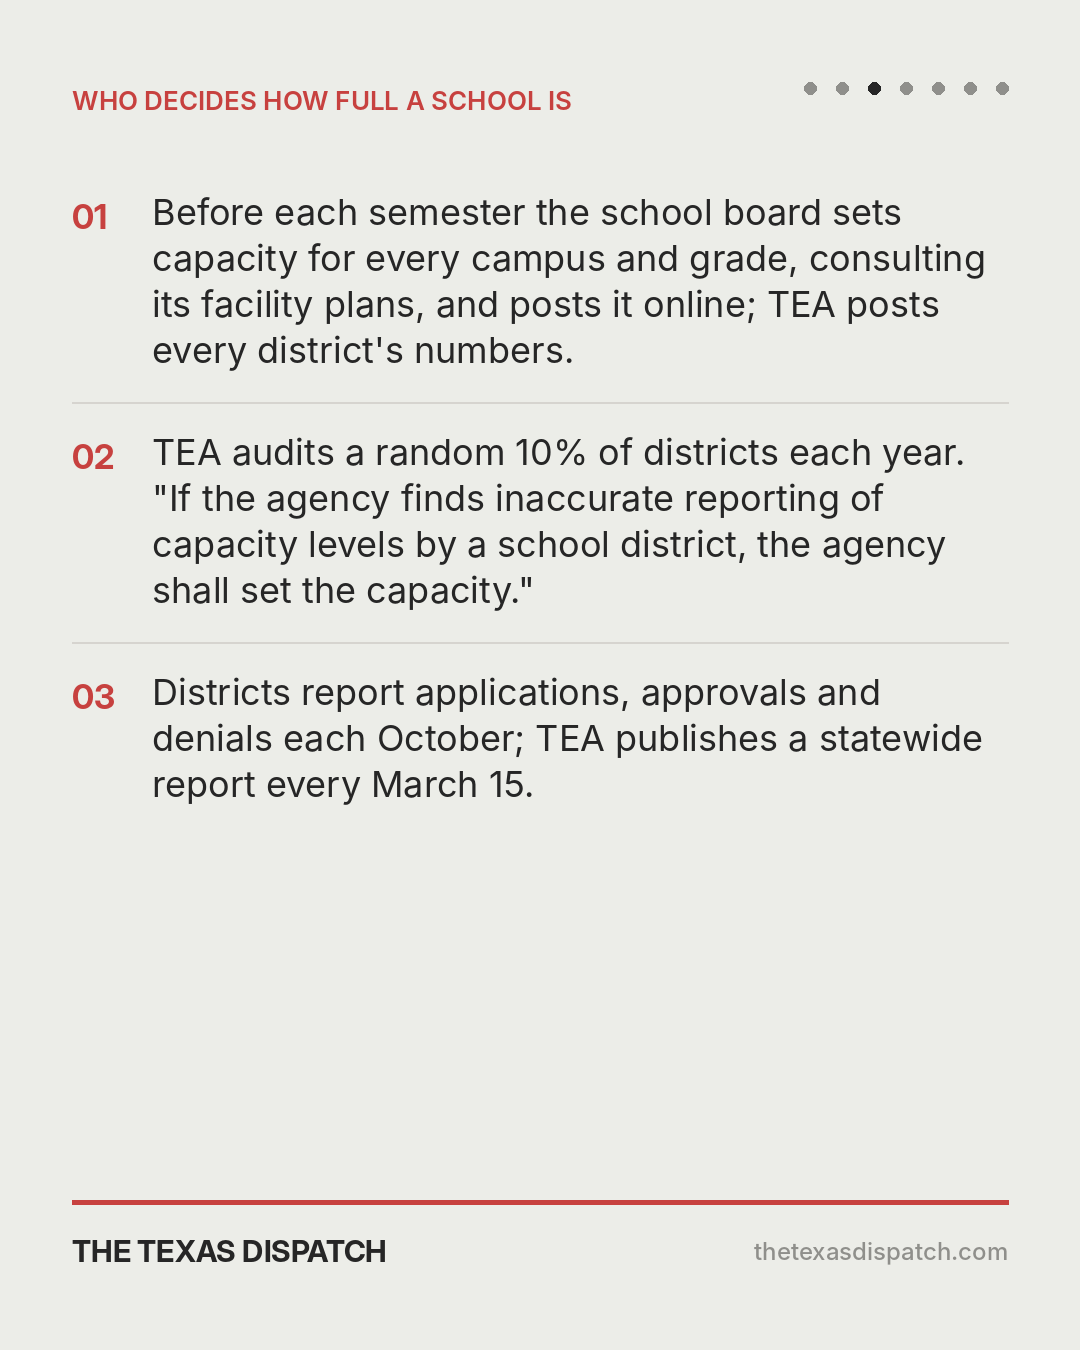 WHO DECIDES HOW FULL A SCHOOL IS
01
Before each semester the school board sets
capacity for every campus and grade, consulting
its facility plans, and posts it online; TEA posts
every district's numbers.
02
TEA audits a random 10% of districts each year.
"If the agency finds inaccurate reporting of
capacity levels by a school district, the agency
shall set the capacity."
03
Districts report applications, approvals and
denials each October; TEA publishes a statewide
report every March 15.
THE TEXAS DISPATCH
thetexasdispatch.com